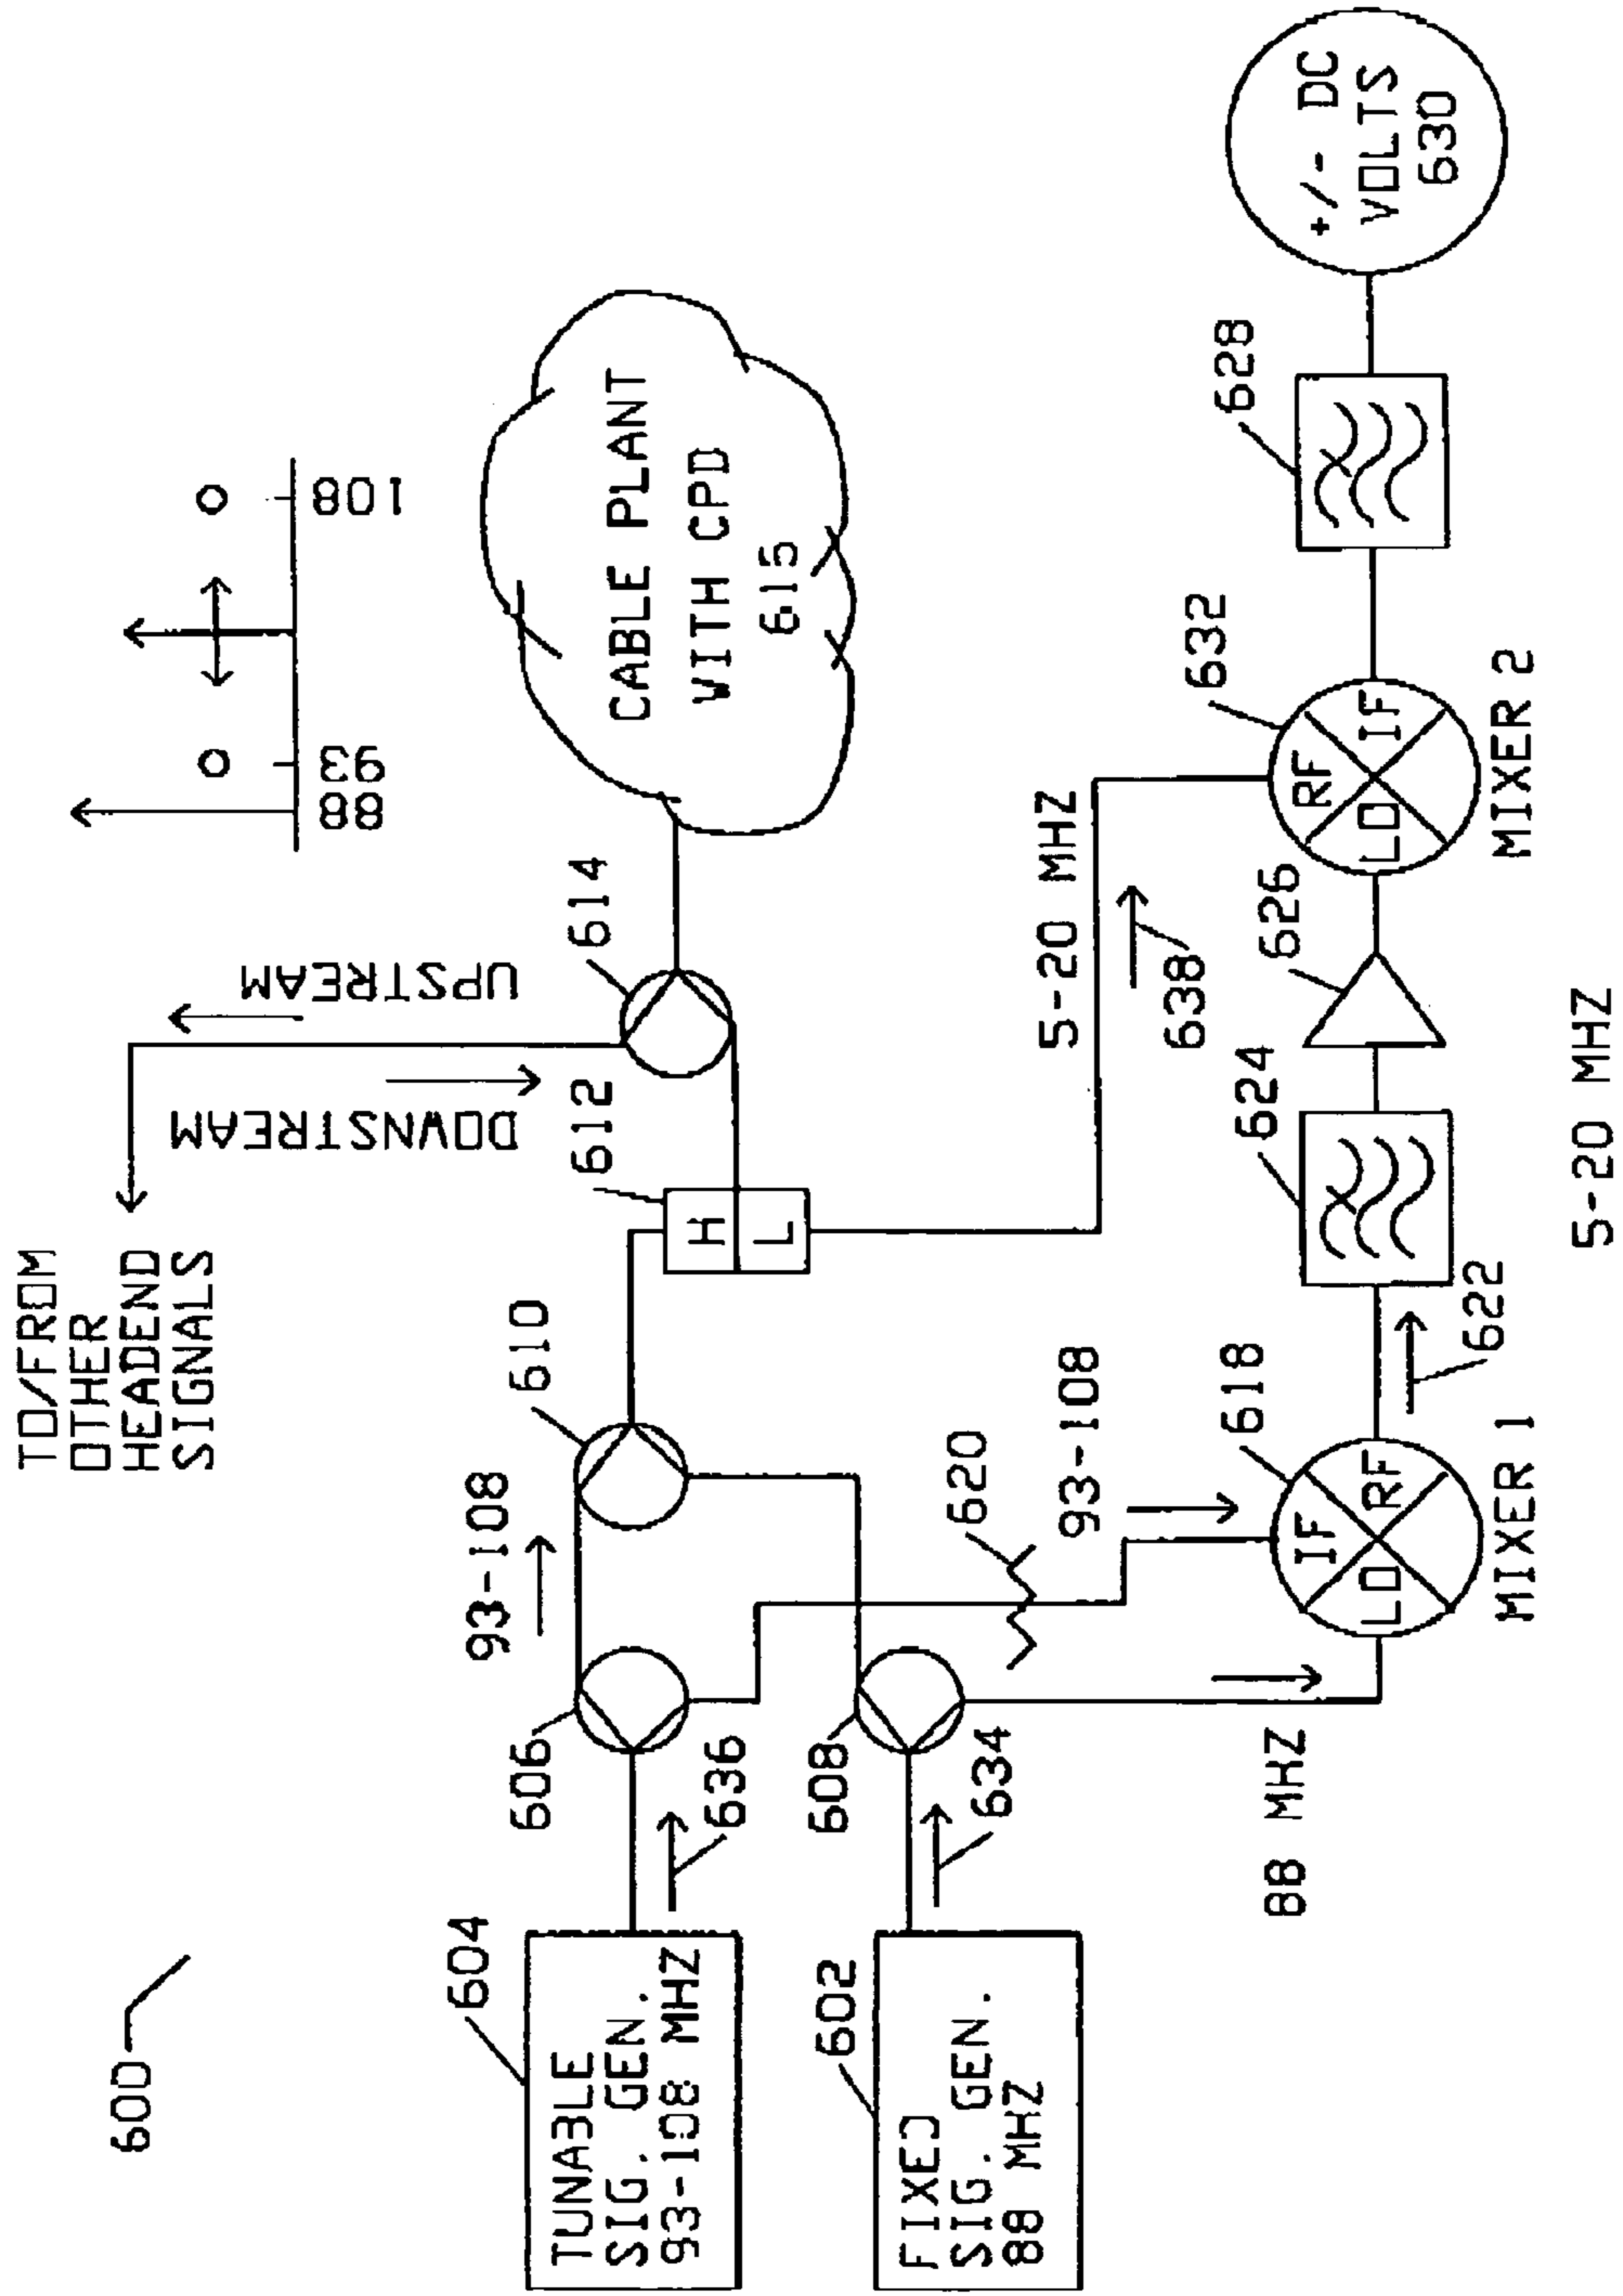 600
TO/FROM
OTHER
HEADEND
SIGNALS
DOWNSTREAM
UPSTREAM
88
93
108
604
TUNABLE
SIG. GEN.
93-108 MHZ
636
606
93-108
610
612
H
L
614
CABLE PLANT
WITH CPD
615
602
FIXED
SIG. GEN.
88 MHZ
634
608
620
93-108
5-20 MHZ
638
88 MHZ
618
IF
LO
RF
MIXER 1
622
624
626
632
RF
LO
IF
MIXER 2
628
+/- DC
VOLTS
630
5-20 MHZ